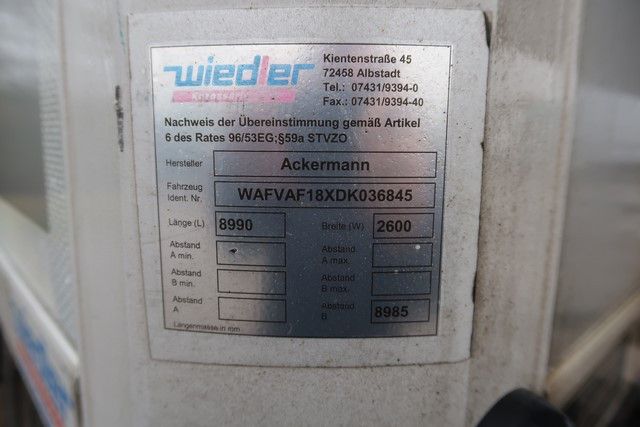 wiedler
Kientenstraße 45
72458 Albstadt
Tel.: 07431/9394-0
Fax.: 07431/9394-40
Nachweis der Übereinstimmung gemäß Artikel
6 des Rates 96/53EG;§59a STVZO
Hersteller Ackermann
Fahrzeug
Ident. Nr. WAFVAF18XDK036845
Länge (L) 8990 Breite (W) 2600
Abstand
A min. Abstand
A max.
Abstand
B min. Abstand
B max.
Abstand
A Abstand
B 8985
Längenmasse in mm
wiedler